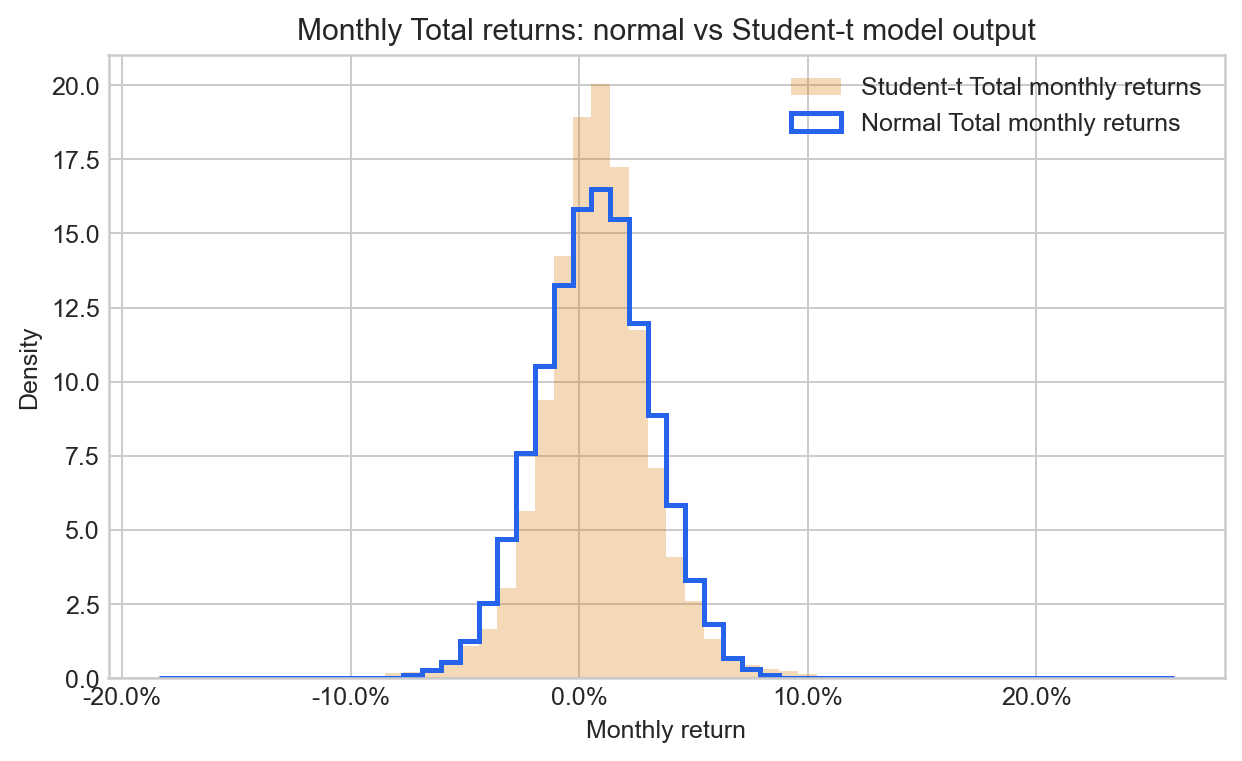 Monthly Total returns: normal vs Student-t model output
Student-t Total monthly returns
Normal Total monthly returns
20.0
17.5
15.0
12.5
10.0
7.5
5.0
2.5
0.0
Density
-20.0%
-10.0%
0.0%
10.0%
20.0%
Monthly return